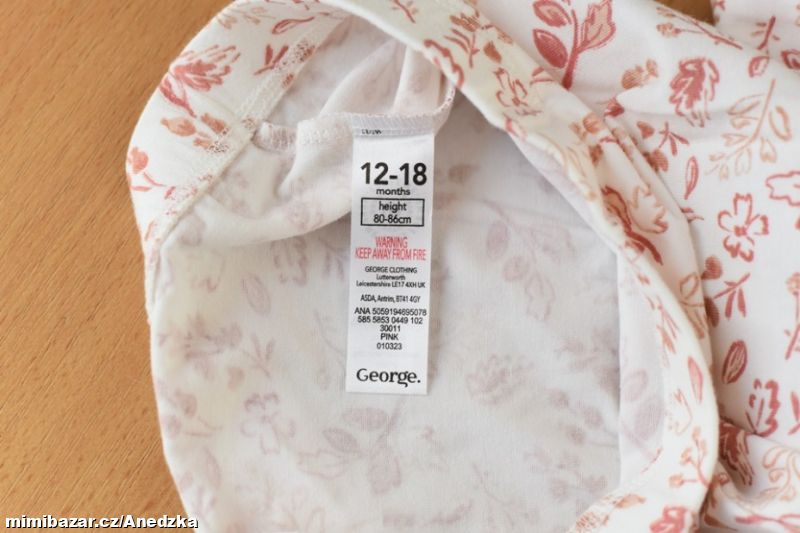 12-18
months
height
80-86cm
WARNING
KEEP AWAY FROM FIRE
GEORGE CLOTHING
Lutterworth
Leicestershire LE17 4XH UK
ASDA, Antrim, BT41 4GY
ANA 5059194695078
585 5853 0449 102
30011
PINK
010323
George.
mimibazar.cz/Anedzka